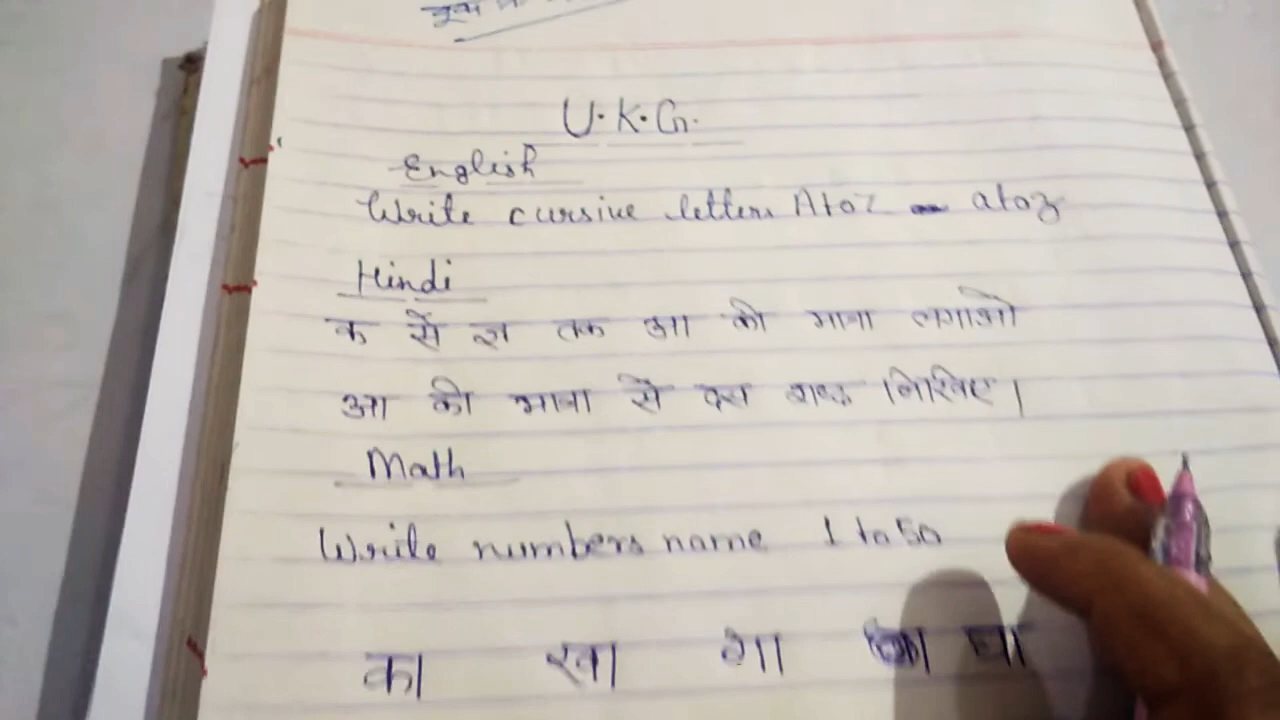 U.K.G.
English
Write cursive letters A to Z - a to z
Hindi
क से ज्ञ तक आ की मात्रा लगाओ
आ की मात्रा से दस शब्द लिखिए।
Math
Write numbers name 1 to 50
का खा गा घा